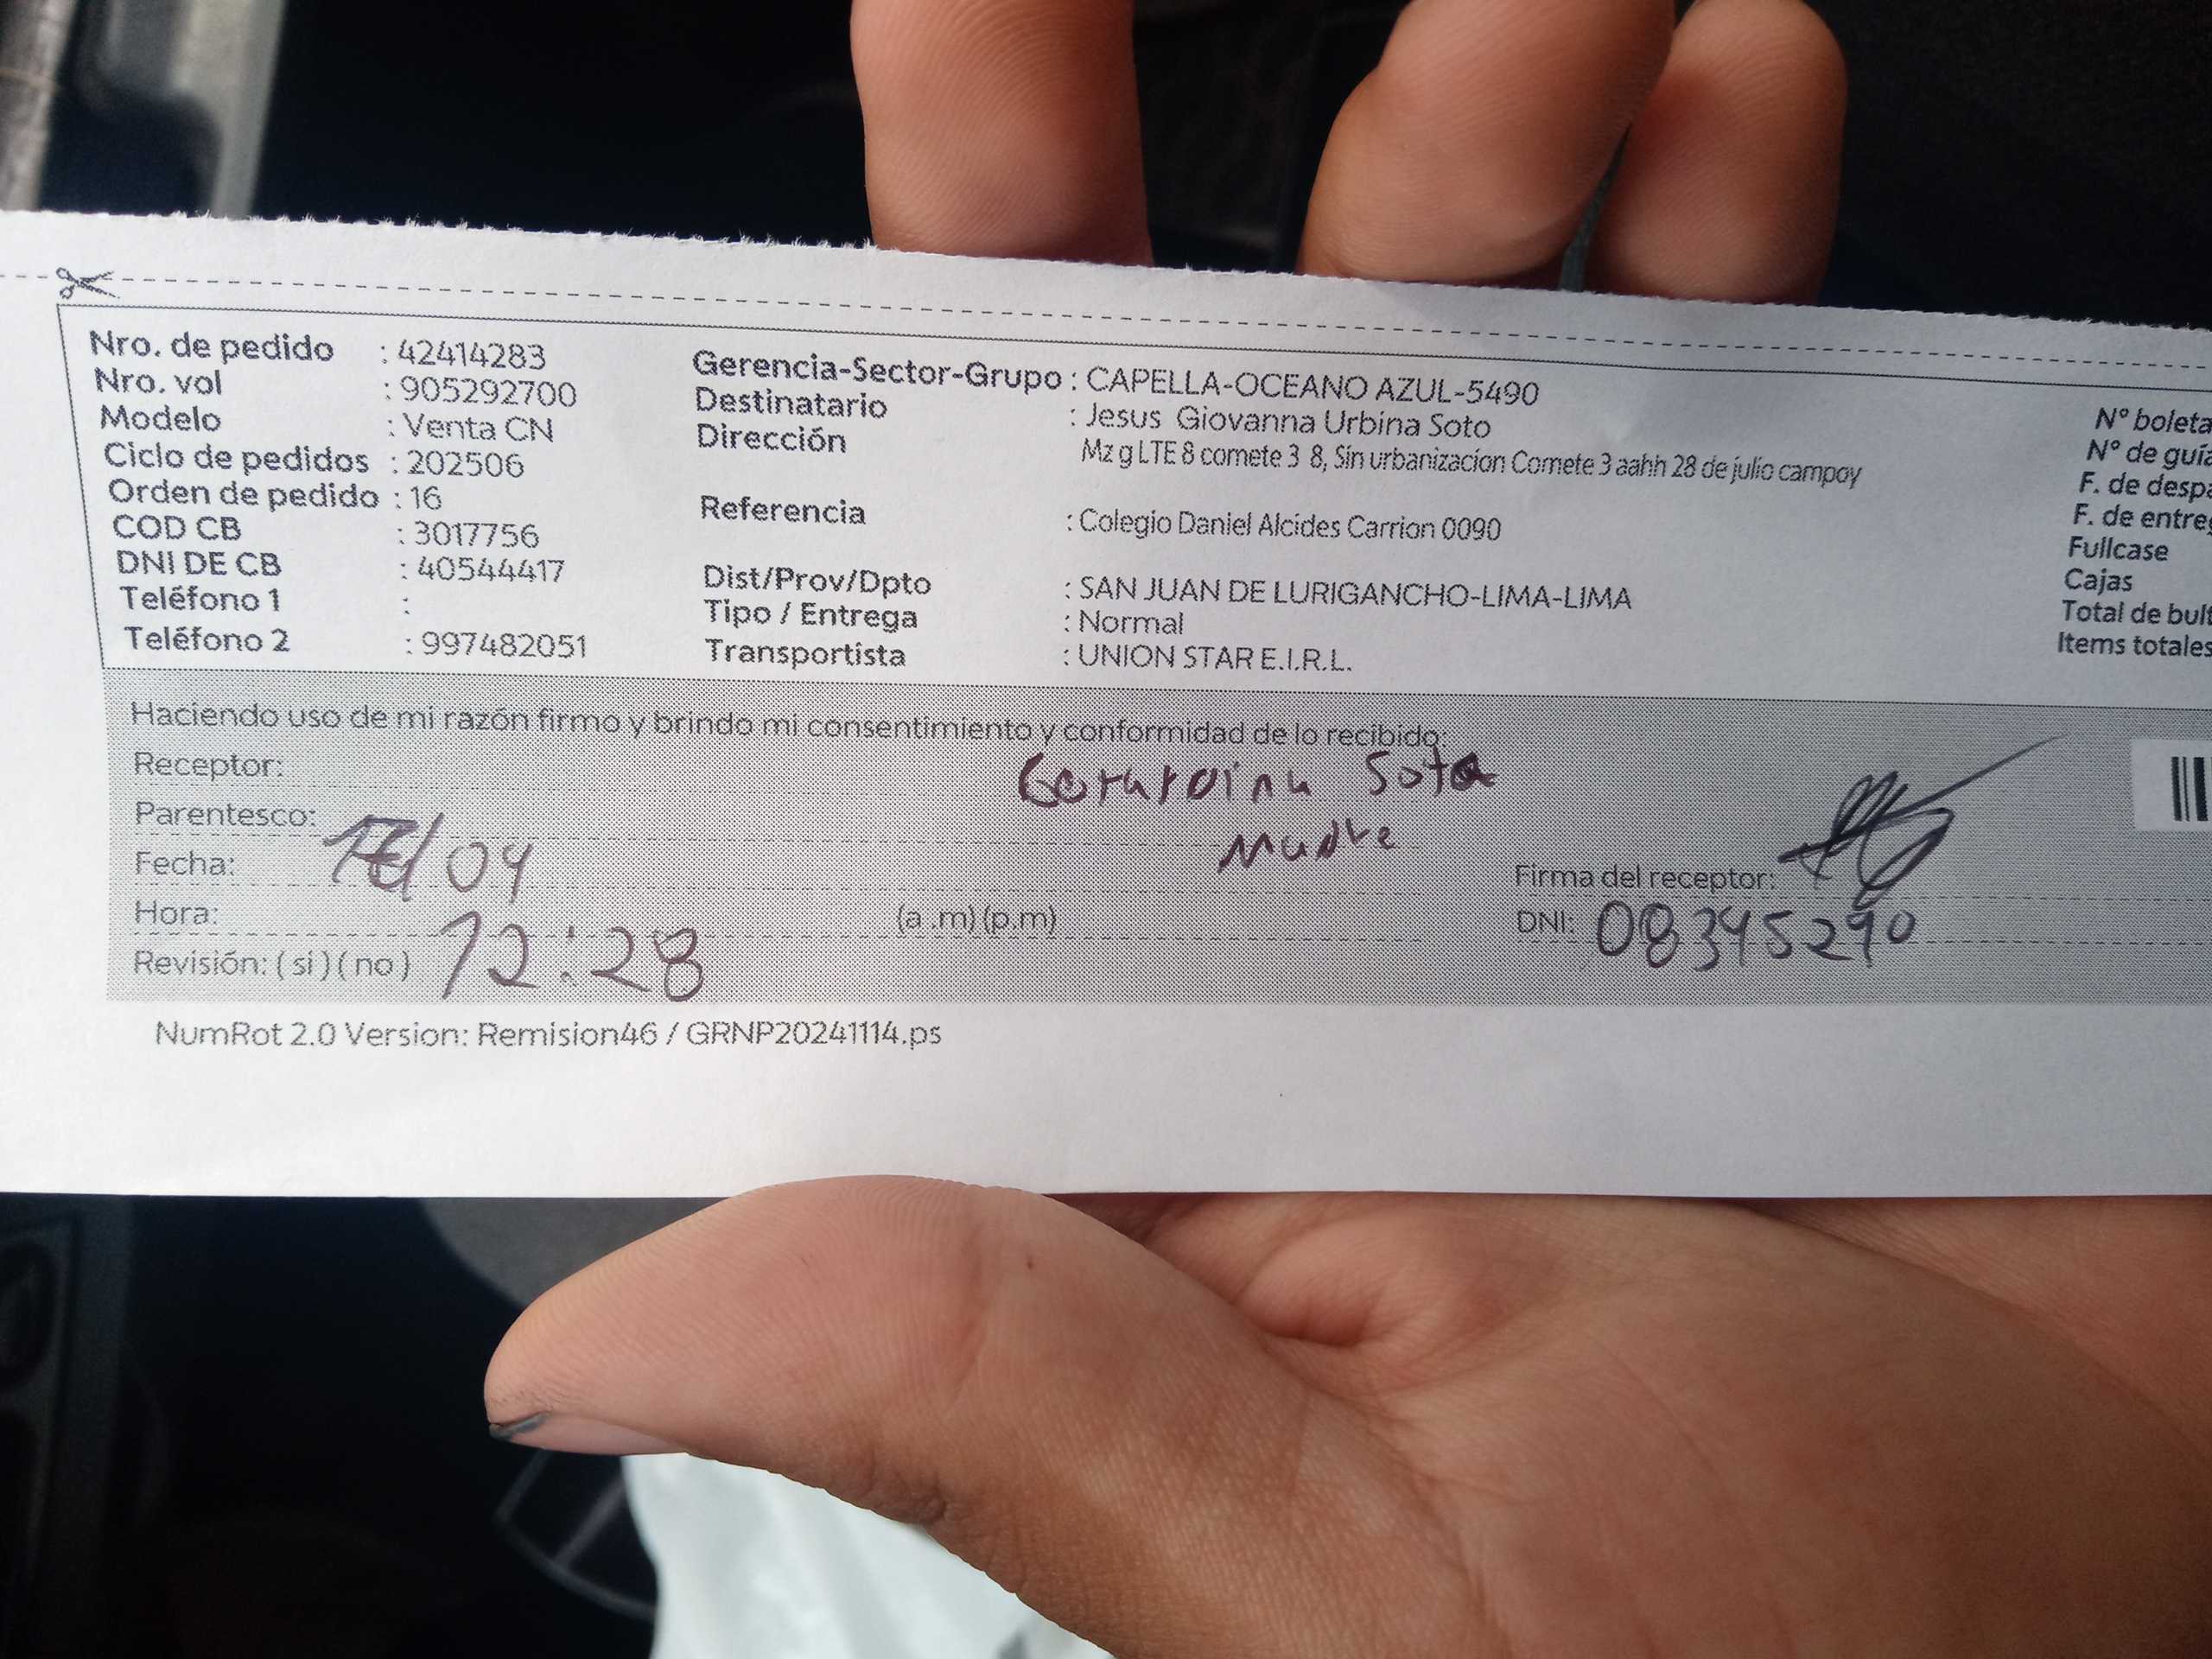 Nro. de pedido : 42414283
Nro. vol : 905292700
Modelo : Venta CN
Ciclo de pedidos : 202506
Orden de pedido : 16
COD CB : 3017756
DNI DE CB : 40544417
Teléfono 1 :
Teléfono 2 : 997482051
Gerencia-Sector-Grupo : CAPELLA-OCEANO AZUL-5490
Destinatario : Jesus Giovanna Urbina Soto
Dirección Mz g LTE 8 comete 3 8, Sin urbanizacion Comete 3 aahh 28 de julio campoy
Referencia : Colegio Daniel Alcides Carrion 0090
Dist/Prov/Dpto : SAN JUAN DE LURIGANCHO-LIMA-LIMA
Tipo / Entrega : Normal
Transportista : UNION STAR E.I.R.L.
N° boleta
N° de guía
F. de despa
F. de entreg
Fullcase
Cajas
Total de bult
Items totales
Haciendo uso de mi razón firmo y brindo mi consentimiento y conformidad de lo recibido:
Receptor: Gerardina Soto
Parentesco: Madre
Fecha: /04
Hora: 12:28 (a .m) (p.m)
Revisión: ( si ) ( no )
Firma del receptor:
DNI: 08345290
NumRot 2.0 Version: Remision46 / GRNP20241114.ps